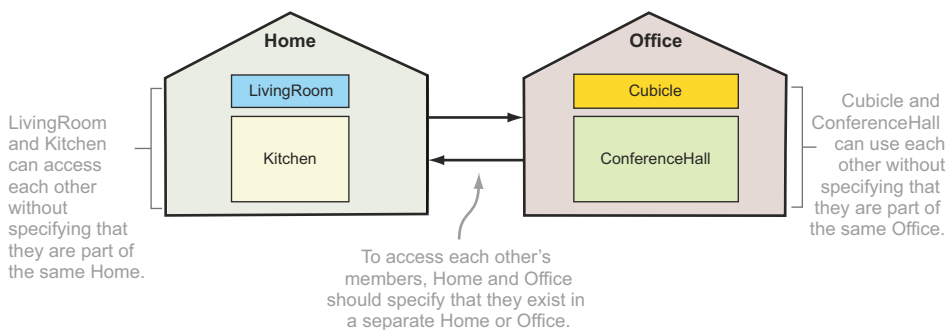 Home
Office
LivingRoom
Kitchen
Cubicle
ConferenceHall
LivingRoom
and Kitchen
can access
each other
without
specifying that
they are part of
the same Home.
Cubicle and
ConferenceHall
can use each
other without
specifying that
they are part of
the same Office.
To access each other’s
members, Home and Office
should specify that they exist in
a separate Home or Office.